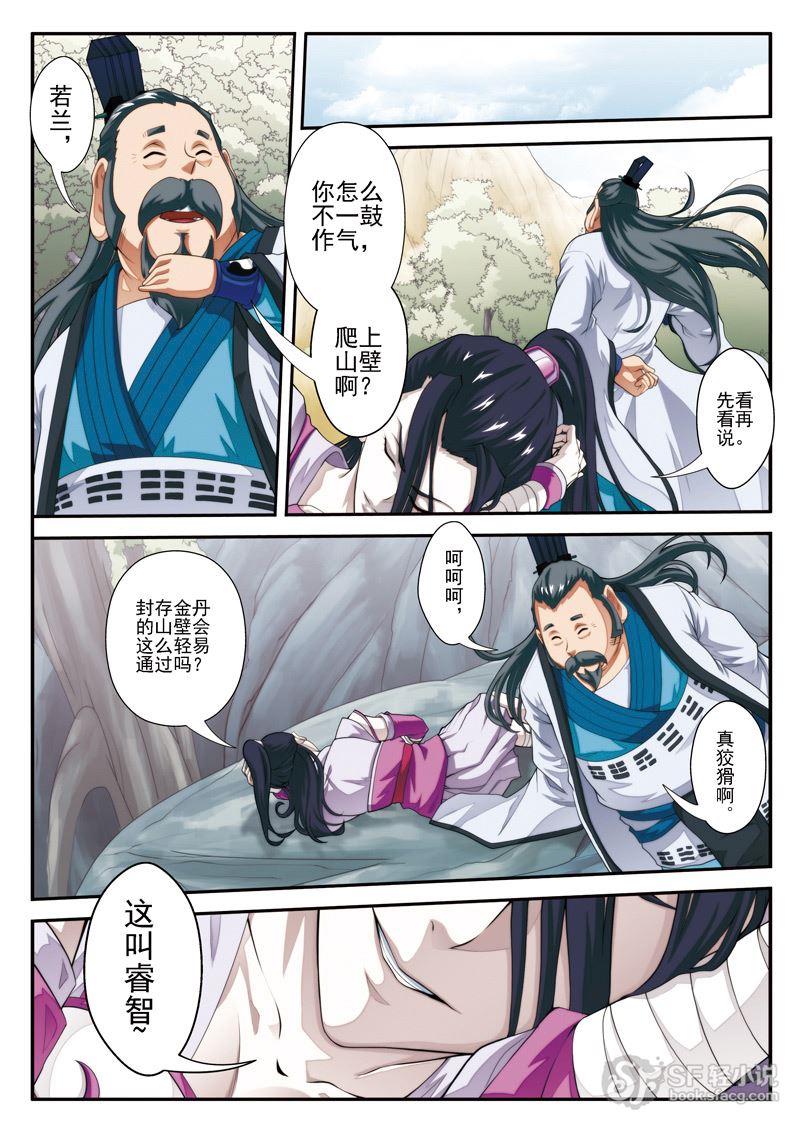 若兰，
你怎么
不一鼓
作气，
爬上
山壁
啊？
先看
看再
说。
封存金丹
的山壁会
这么轻易
通过吗？
呵呵呵，
真狡猾啊。
这叫睿智~
SF轻小说
book.sfacg.com